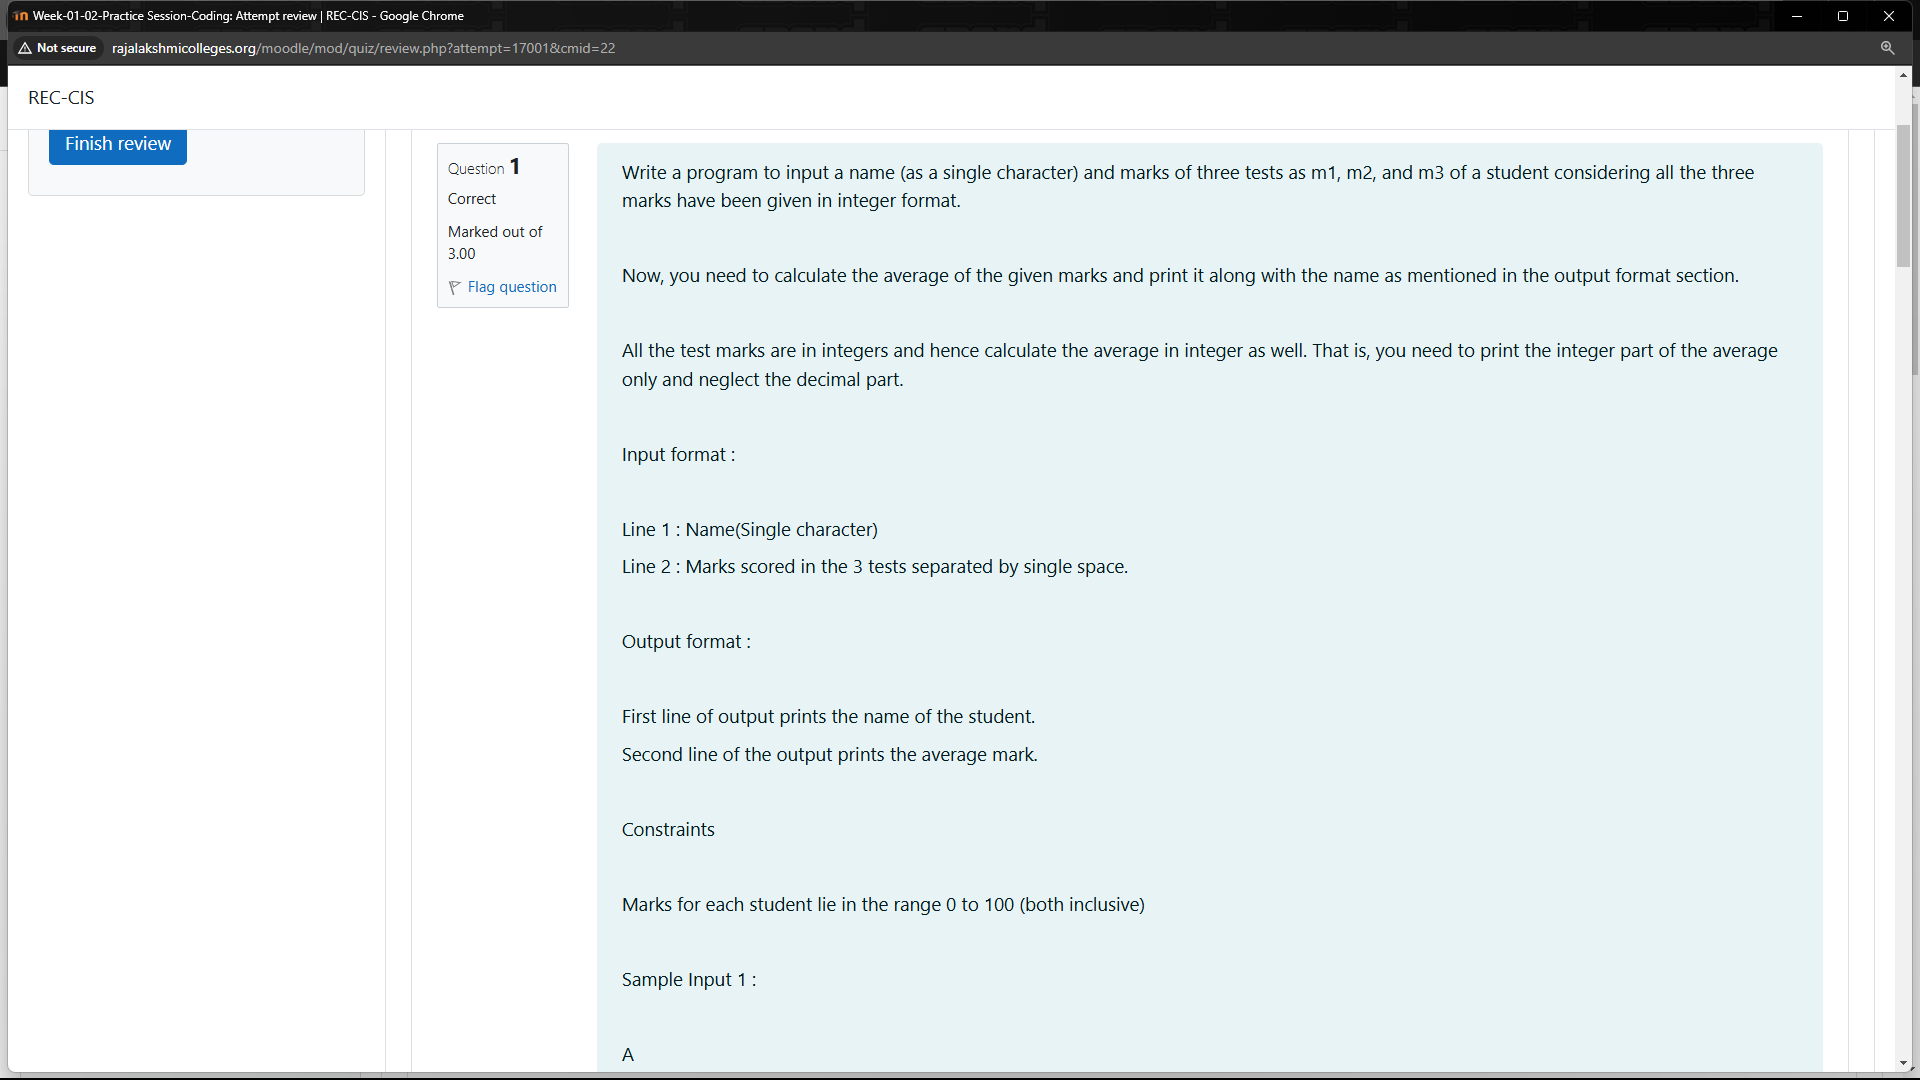 Week-01-02-Practice Session-Coding: Attempt review | REC-CIS - Google Chrome
Not secure
rajalakshmicolleges.org/moodle/mod/quiz/review.php?attempt=17001&cmid=22
REC-CIS
Finish review
Question 1
Correct
Marked out of
3.00
Flag question
Write a program to input a name (as a single character) and marks of three tests as m1, m2, and m3 of a student considering all the three
marks have been given in integer format.
Now, you need to calculate the average of the given marks and print it along with the name as mentioned in the output format section.
All the test marks are in integers and hence calculate the average in integer as well. That is, you need to print the integer part of the average
only and neglect the decimal part.
Input format :
Line 1 : Name(Single character)
Line 2 : Marks scored in the 3 tests separated by single space.
Output format :
First line of output prints the name of the student.
Second line of the output prints the average mark.
Constraints
Marks for each student lie in the range 0 to 100 (both inclusive)
Sample Input 1 :
A